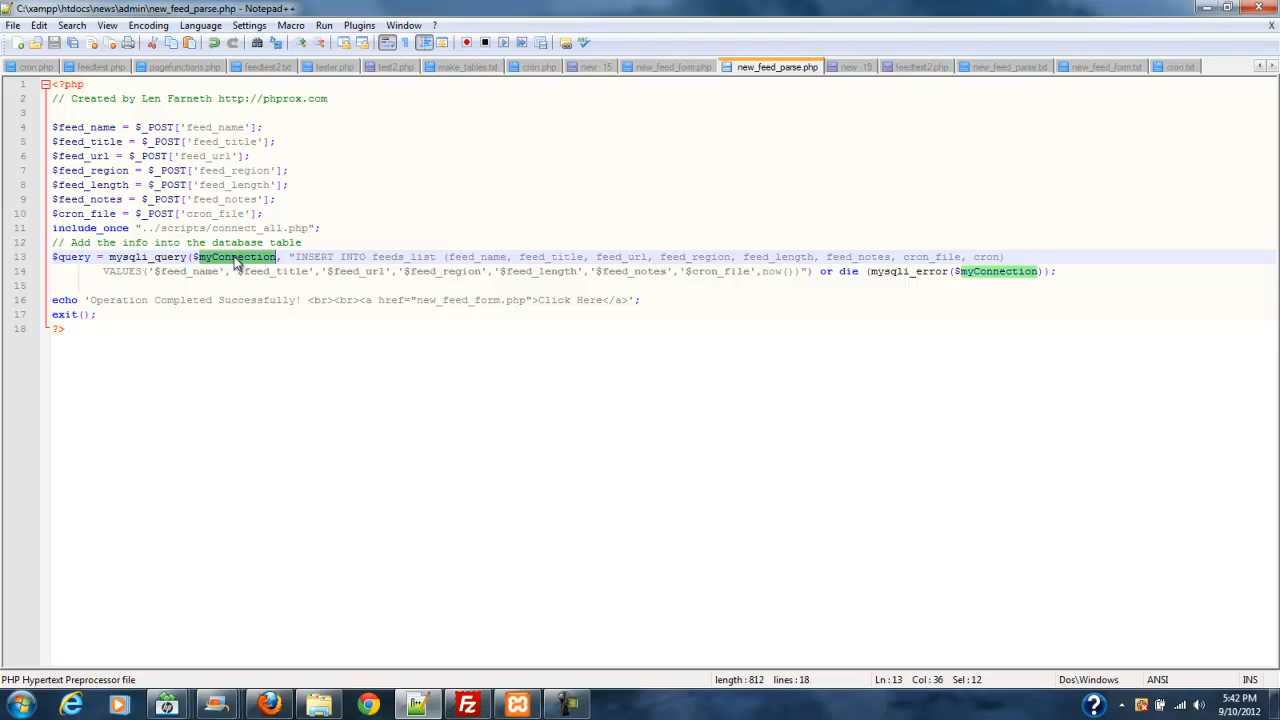 C:\xampp\htdocs\news\admin\new_feed_parse.php - Notepad++
File Edit Search View Encoding Language Settings Macro Run Plugins Window ? X
cron.php feedtest.php pagefunctions.php feedtest2.txt tester.php test2.php make_tables.txt cron.php new 15 new_feed_form.php new_feed_parse.php new 19 feedtest2.php new_feed_parse.txt new_feed_form.txt cron.txt
1 <?php
2 // Created by Len Farneth http://phprox.com
3
4 $feed_name = $_POST['feed_name'];
5 $feed_title = $_POST['feed_title'];
6 $feed_url = $_POST['feed_url'];
7 $feed_region = $_POST['feed_region'];
8 $feed_length = $_POST['feed_length'];
9 $feed_notes = $_POST['feed_notes'];
10 $cron_file = $_POST['cron_file'];
11 include_once "../scripts/connect_all.php";
12 // Add the info into the database table
13 $query = mysqli_query($myConnection, "INSERT INTO feeds_list (feed_name, feed_title, feed_url, feed_region, feed_length, feed_notes, cron_file, cron)
14 VALUES('$feed_name','$feed_title','$feed_url','$feed_region','$feed_length','$feed_notes','$cron_file',now())") or die (mysqli_error($myConnection));
15
16 echo 'Operation Completed Successfully! <br><br><a href="new_feed_form.php">Click Here</a>';
17 exit();
18 ?>
PHP Hypertext Preprocessor file length : 812 lines : 18 Ln : 13 Col : 36 Sel : 12 Dos\Windows ANSI INS
5:42 PM
9/10/2012